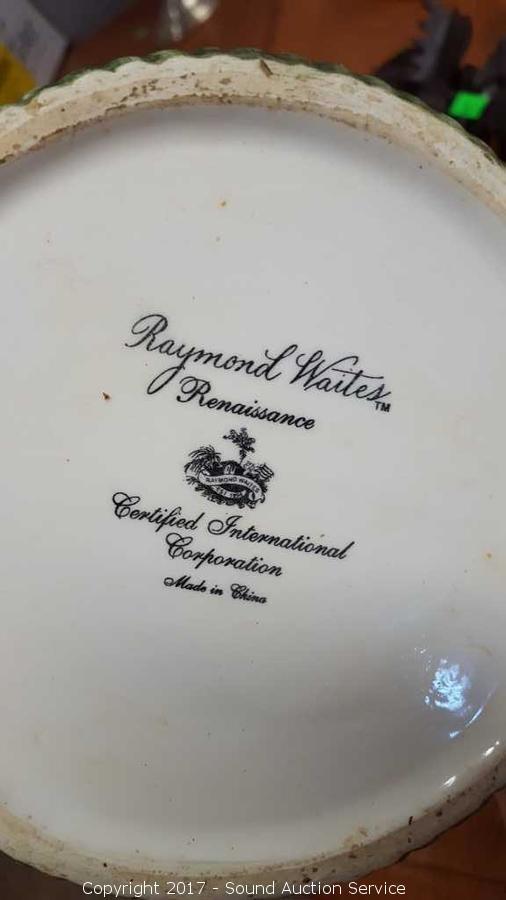 Raymond Waites™
Renaissance
RAYMOND WAITES
Certified International
Corporation
Made in China
Copyright 2017 - Sound Auction Service